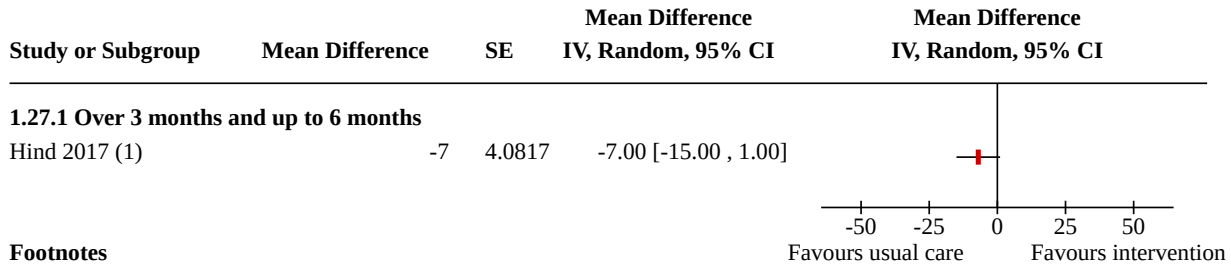 Mean Difference Mean Difference
Study or Subgroup Mean Difference SE IV, Random, 95% CI IV, Random, 95% CI
1.27.1 Over 3 months and up to 6 months
Hind 2017 (1) -7 4.0817 -7.00 [-15.00 , 1.00]
-50 -25 0 25 50
Footnotes Favours usual care Favours intervention